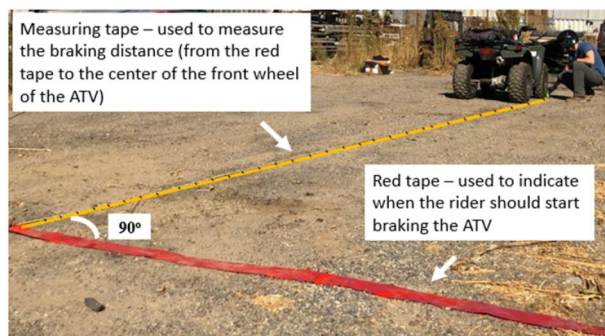 Measuring tape – used to measure
the braking distance (from the red
tape to the center of the front wheel
of the ATV)
Red tape – used to indicate
when the rider should start
braking the ATV
90°